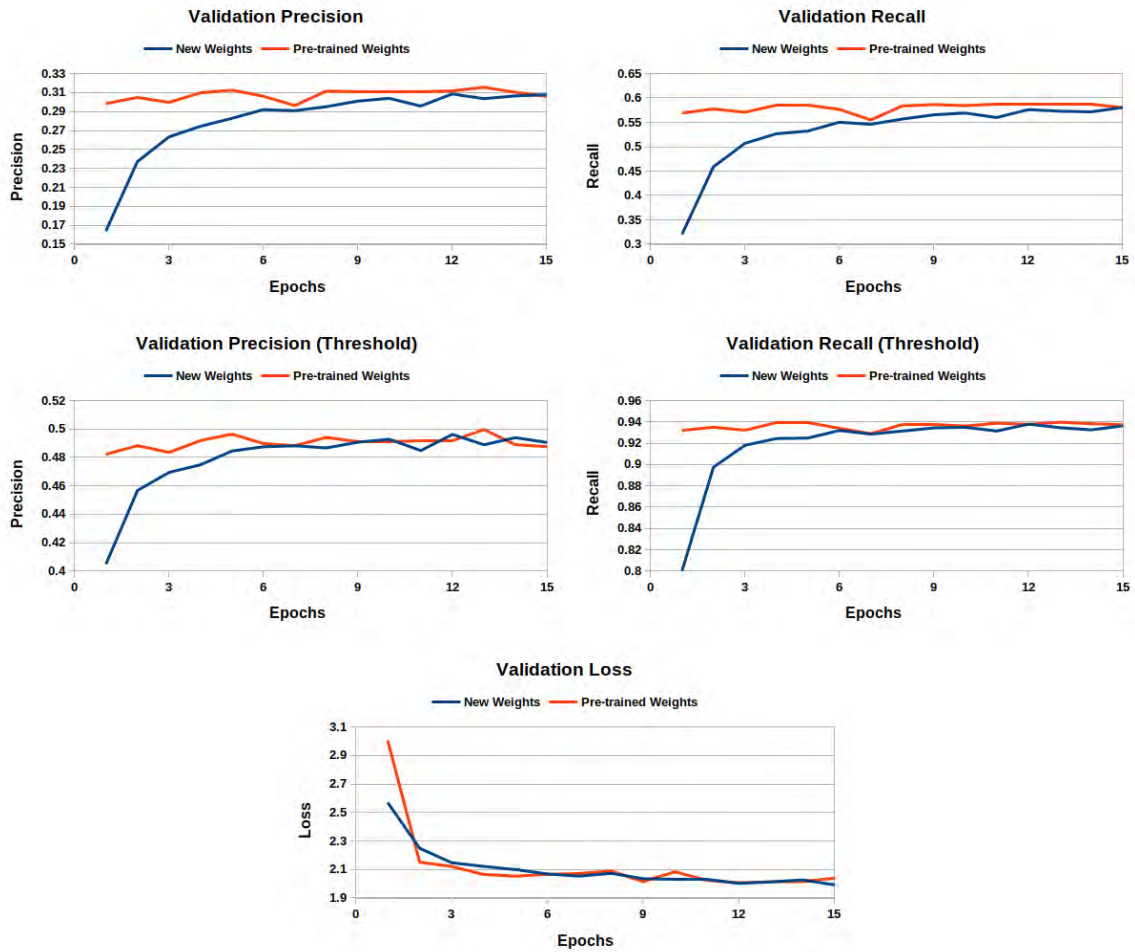 Validation Precision
New Weights Pre-trained Weights
0.33
0.31
0.29
0.27
0.25
0.23
0.21
0.19
0.17
0.15
Precision
0 3 6 9 12 15
Epochs
Validation Recall
New Weights Pre-trained Weights
0.65
0.6
0.55
0.5
0.45
0.4
0.35
0.3
Recall
0 3 6 9 12 15
Epochs
Validation Precision (Threshold)
New Weights Pre-trained Weights
0.52
0.5
0.48
0.46
0.44
0.42
0.4
Precision
0 3 6 9 12 15
Epochs
Validation Recall (Threshold)
New Weights Pre-trained Weights
0.96
0.94
0.92
0.9
0.88
0.86
0.84
0.82
0.8
Recall
0 3 6 9 12 15
Epochs
Validation Loss
New Weights Pre-trained Weights
3.1
2.9
2.7
2.5
2.3
2.1
1.9
Loss
0 3 6 9 12 15
Epochs